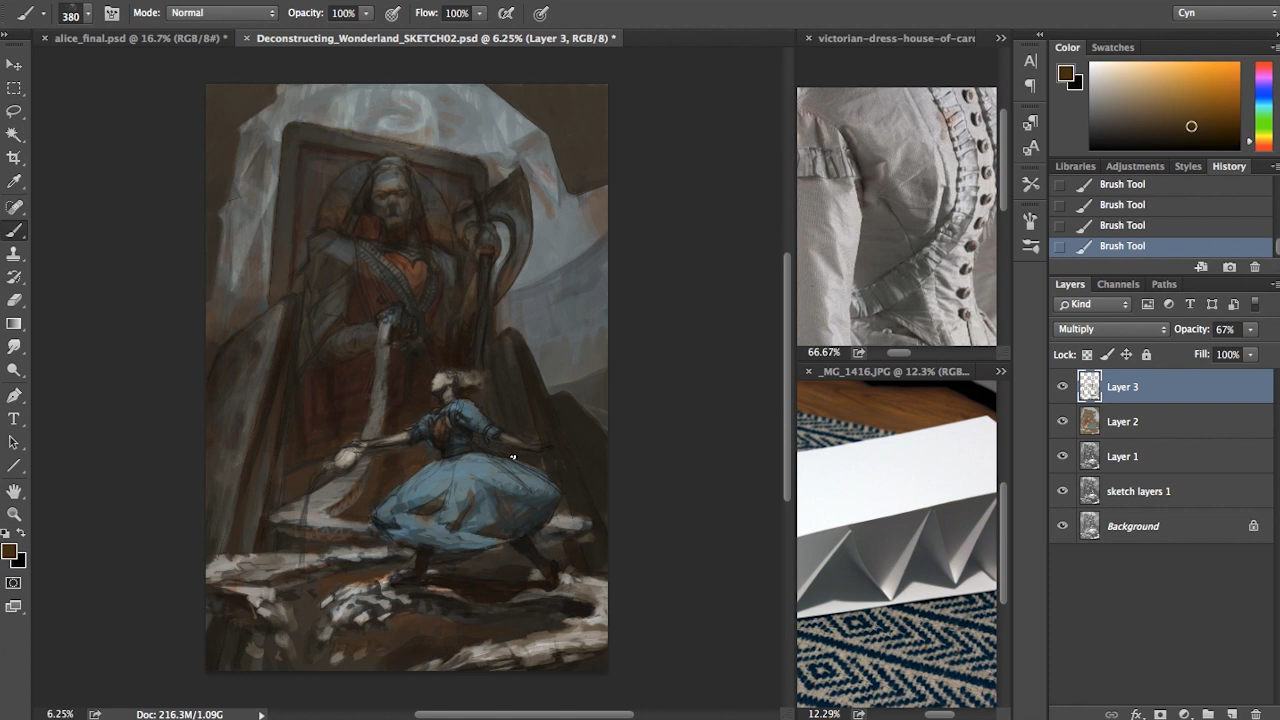 380
Mode: Normal
Opacity: 100%
Flow: 100%
Cyn
alice_final.psd @ 16.7% (RGB/8#) *
Deconstructing_Wonderland_SKETCH02.psd @ 6.25% (Layer 3, RGB/8) *
victorian-dress-house-of-card
66.67%
_MG_1416.JPG @ 12.3% (RGB...
12.29%
Color Swatches
Libraries Adjustments Styles History
Brush Tool
Brush Tool
Brush Tool
Brush Tool
Layers Channels Paths
Kind
Multiply Opacity: 67%
Lock: Fill: 100%
Layer 3
Layer 2
Layer 1
sketch layers 1
Background
6.25% Doc: 216.3M/1.09G